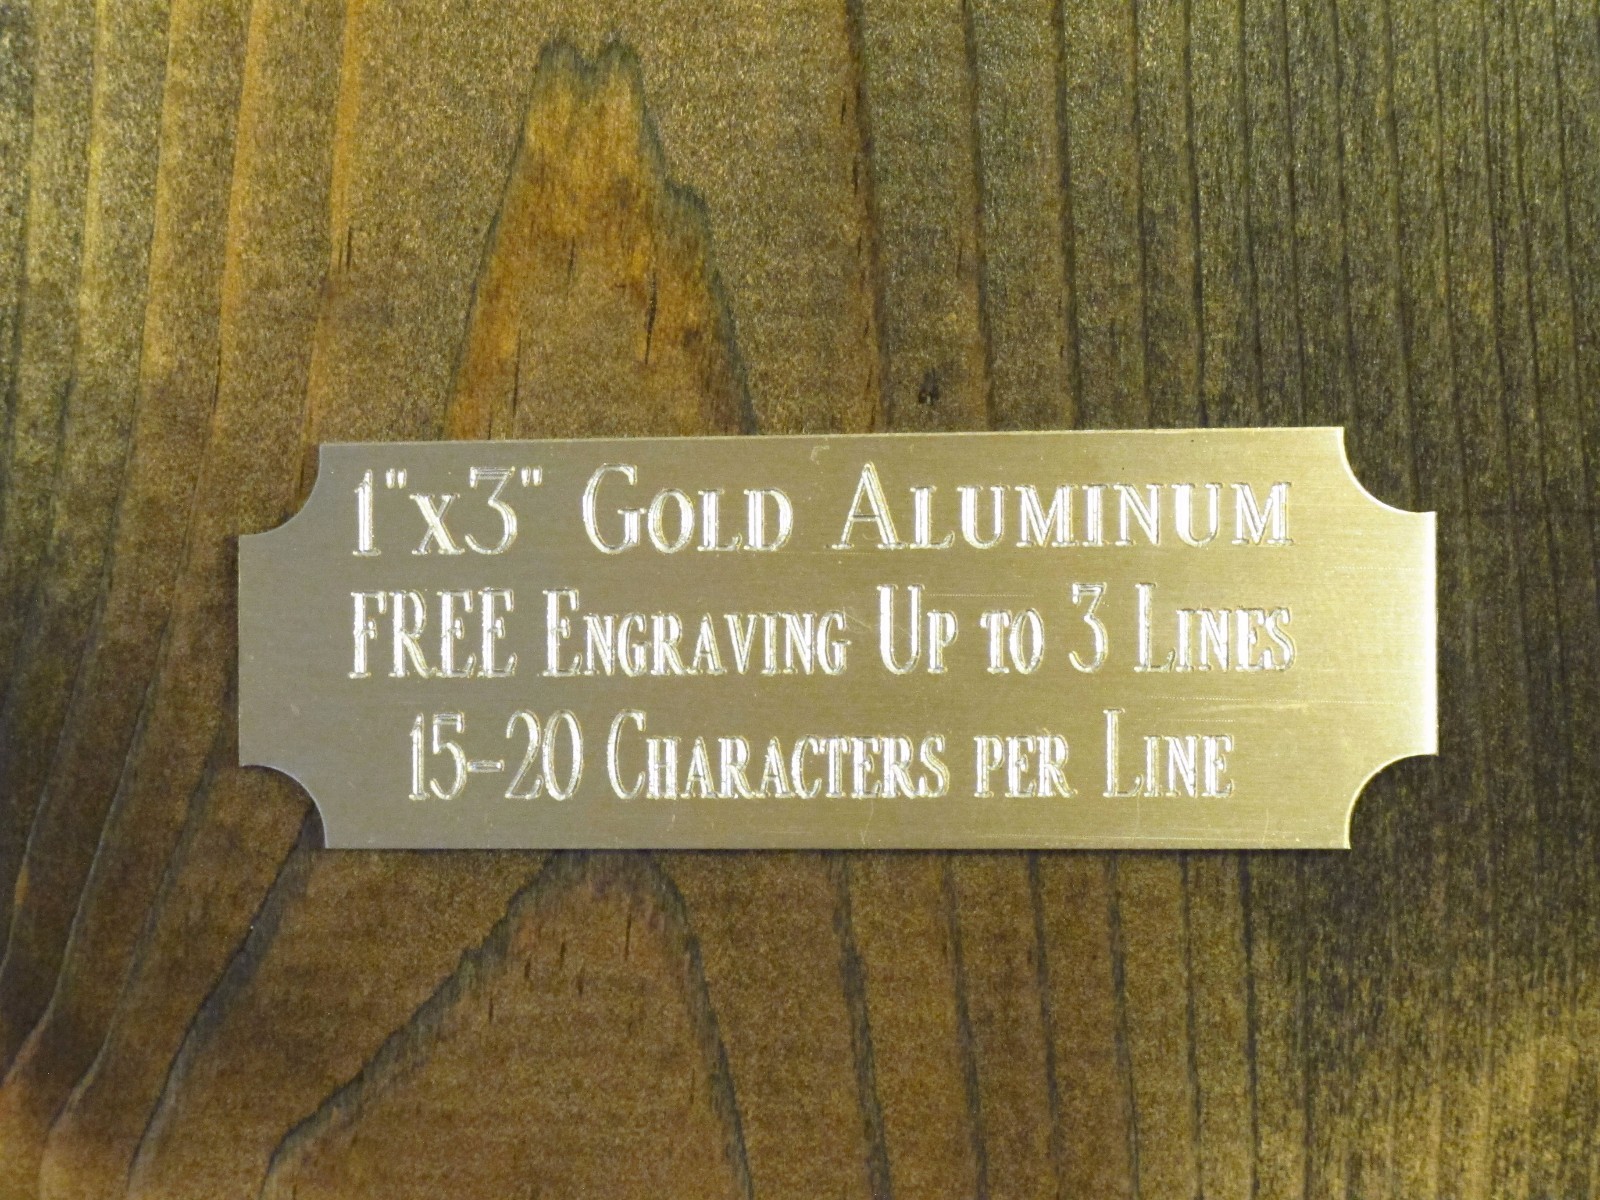 1"x3" Gold Aluminum
FREE Engraving Up to 3 Lines
15-20 Characters per Line